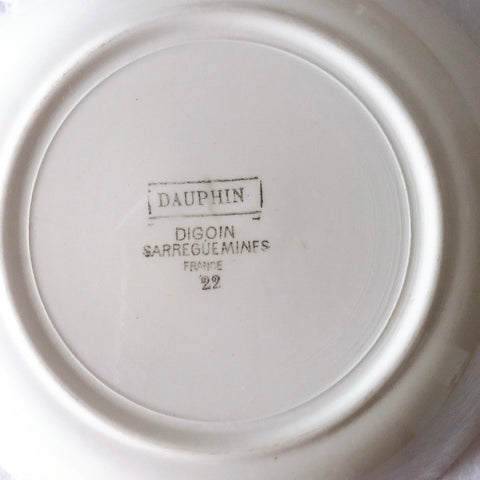 DAUPHIN
DIGOIN
SARREGUEMINES
FRANCE
22